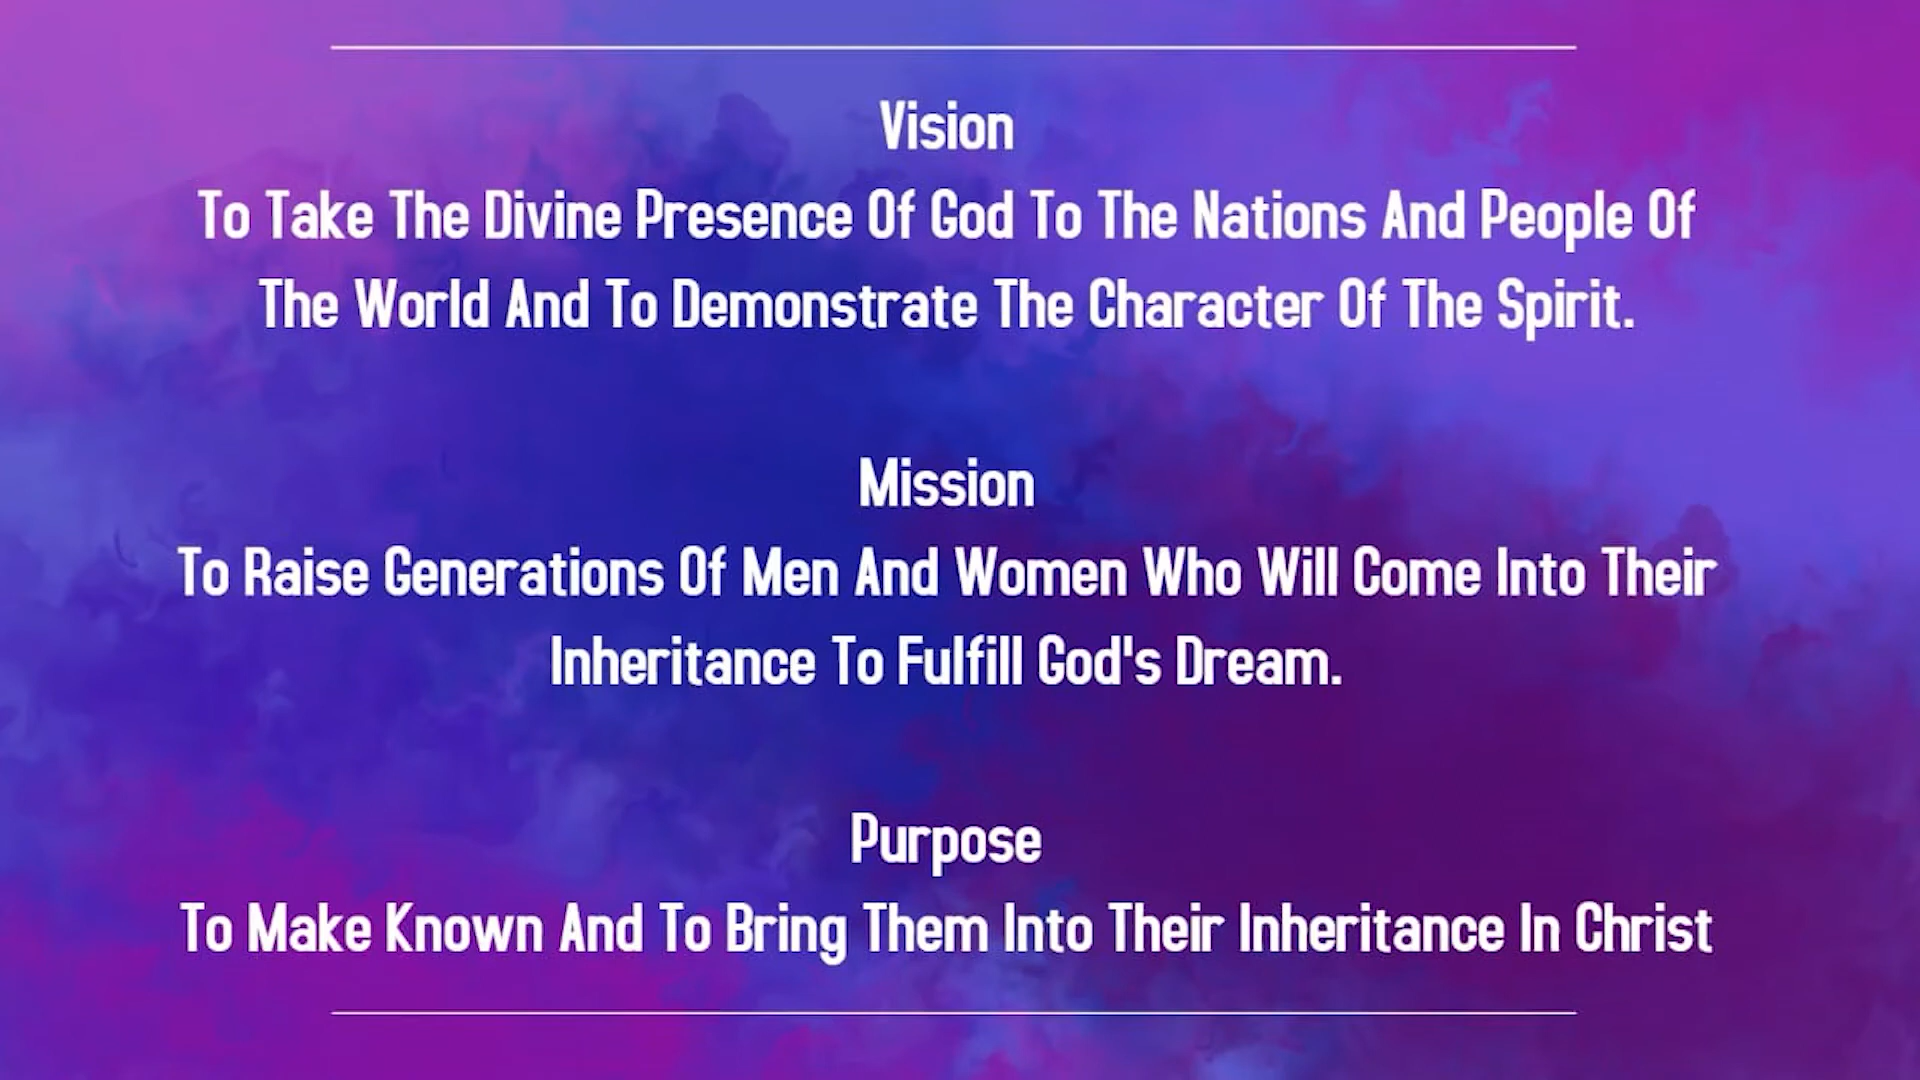 Vision
To Take The Divine Presence Of God To The Nations And People Of
The World And To Demonstrate The Character Of The Spirit.
Mission
To Raise Generations Of Men And Women Who Will Come Into Their
Inheritance To Fulfill God's Dream.
Purpose
To Make Known And To Bring Them Into Their Inheritance In Christ